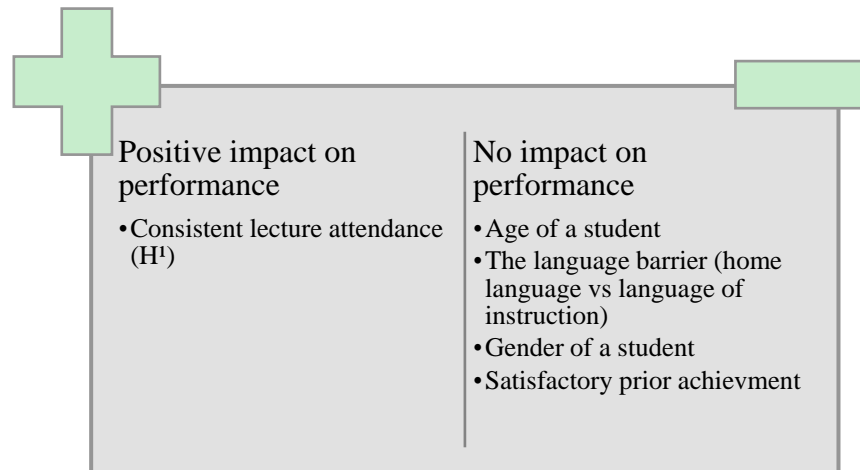 Positive impact on
performance
•Consistent lecture attendance
(H¹)
No impact on
performance
•Age of a student
•The language barrier (home
language vs language of
instruction)
•Gender of a student
•Satisfactory prior achievment